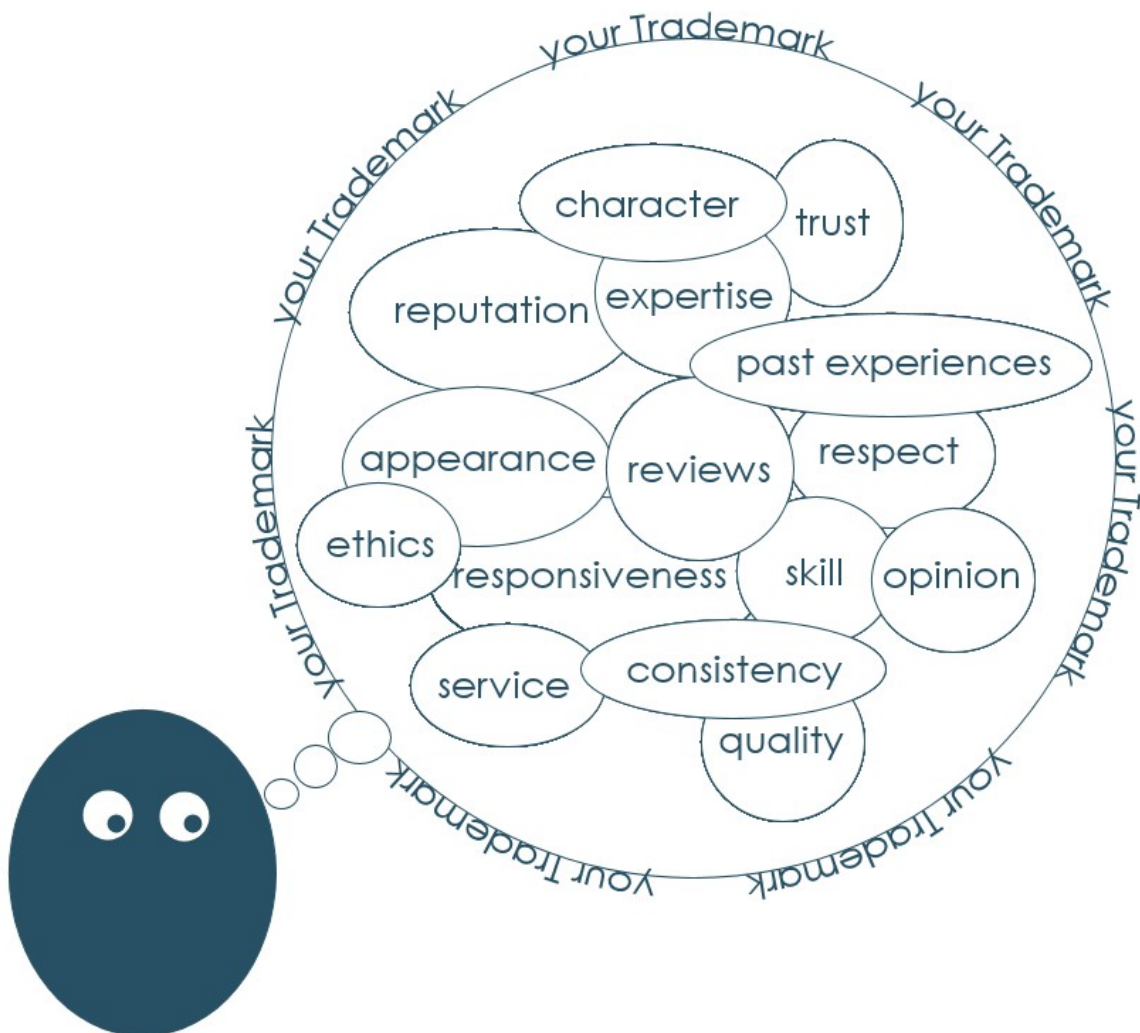 your Trademark
your Trademark
your Trademark
your Trademark
your Trademark
your Trademark
your Trademark
your Trademark
character
trust
expertise
reputation
past experiences
respect
appearance
reviews
ethics
responsiveness
skill
opinion
service
consistency
quality